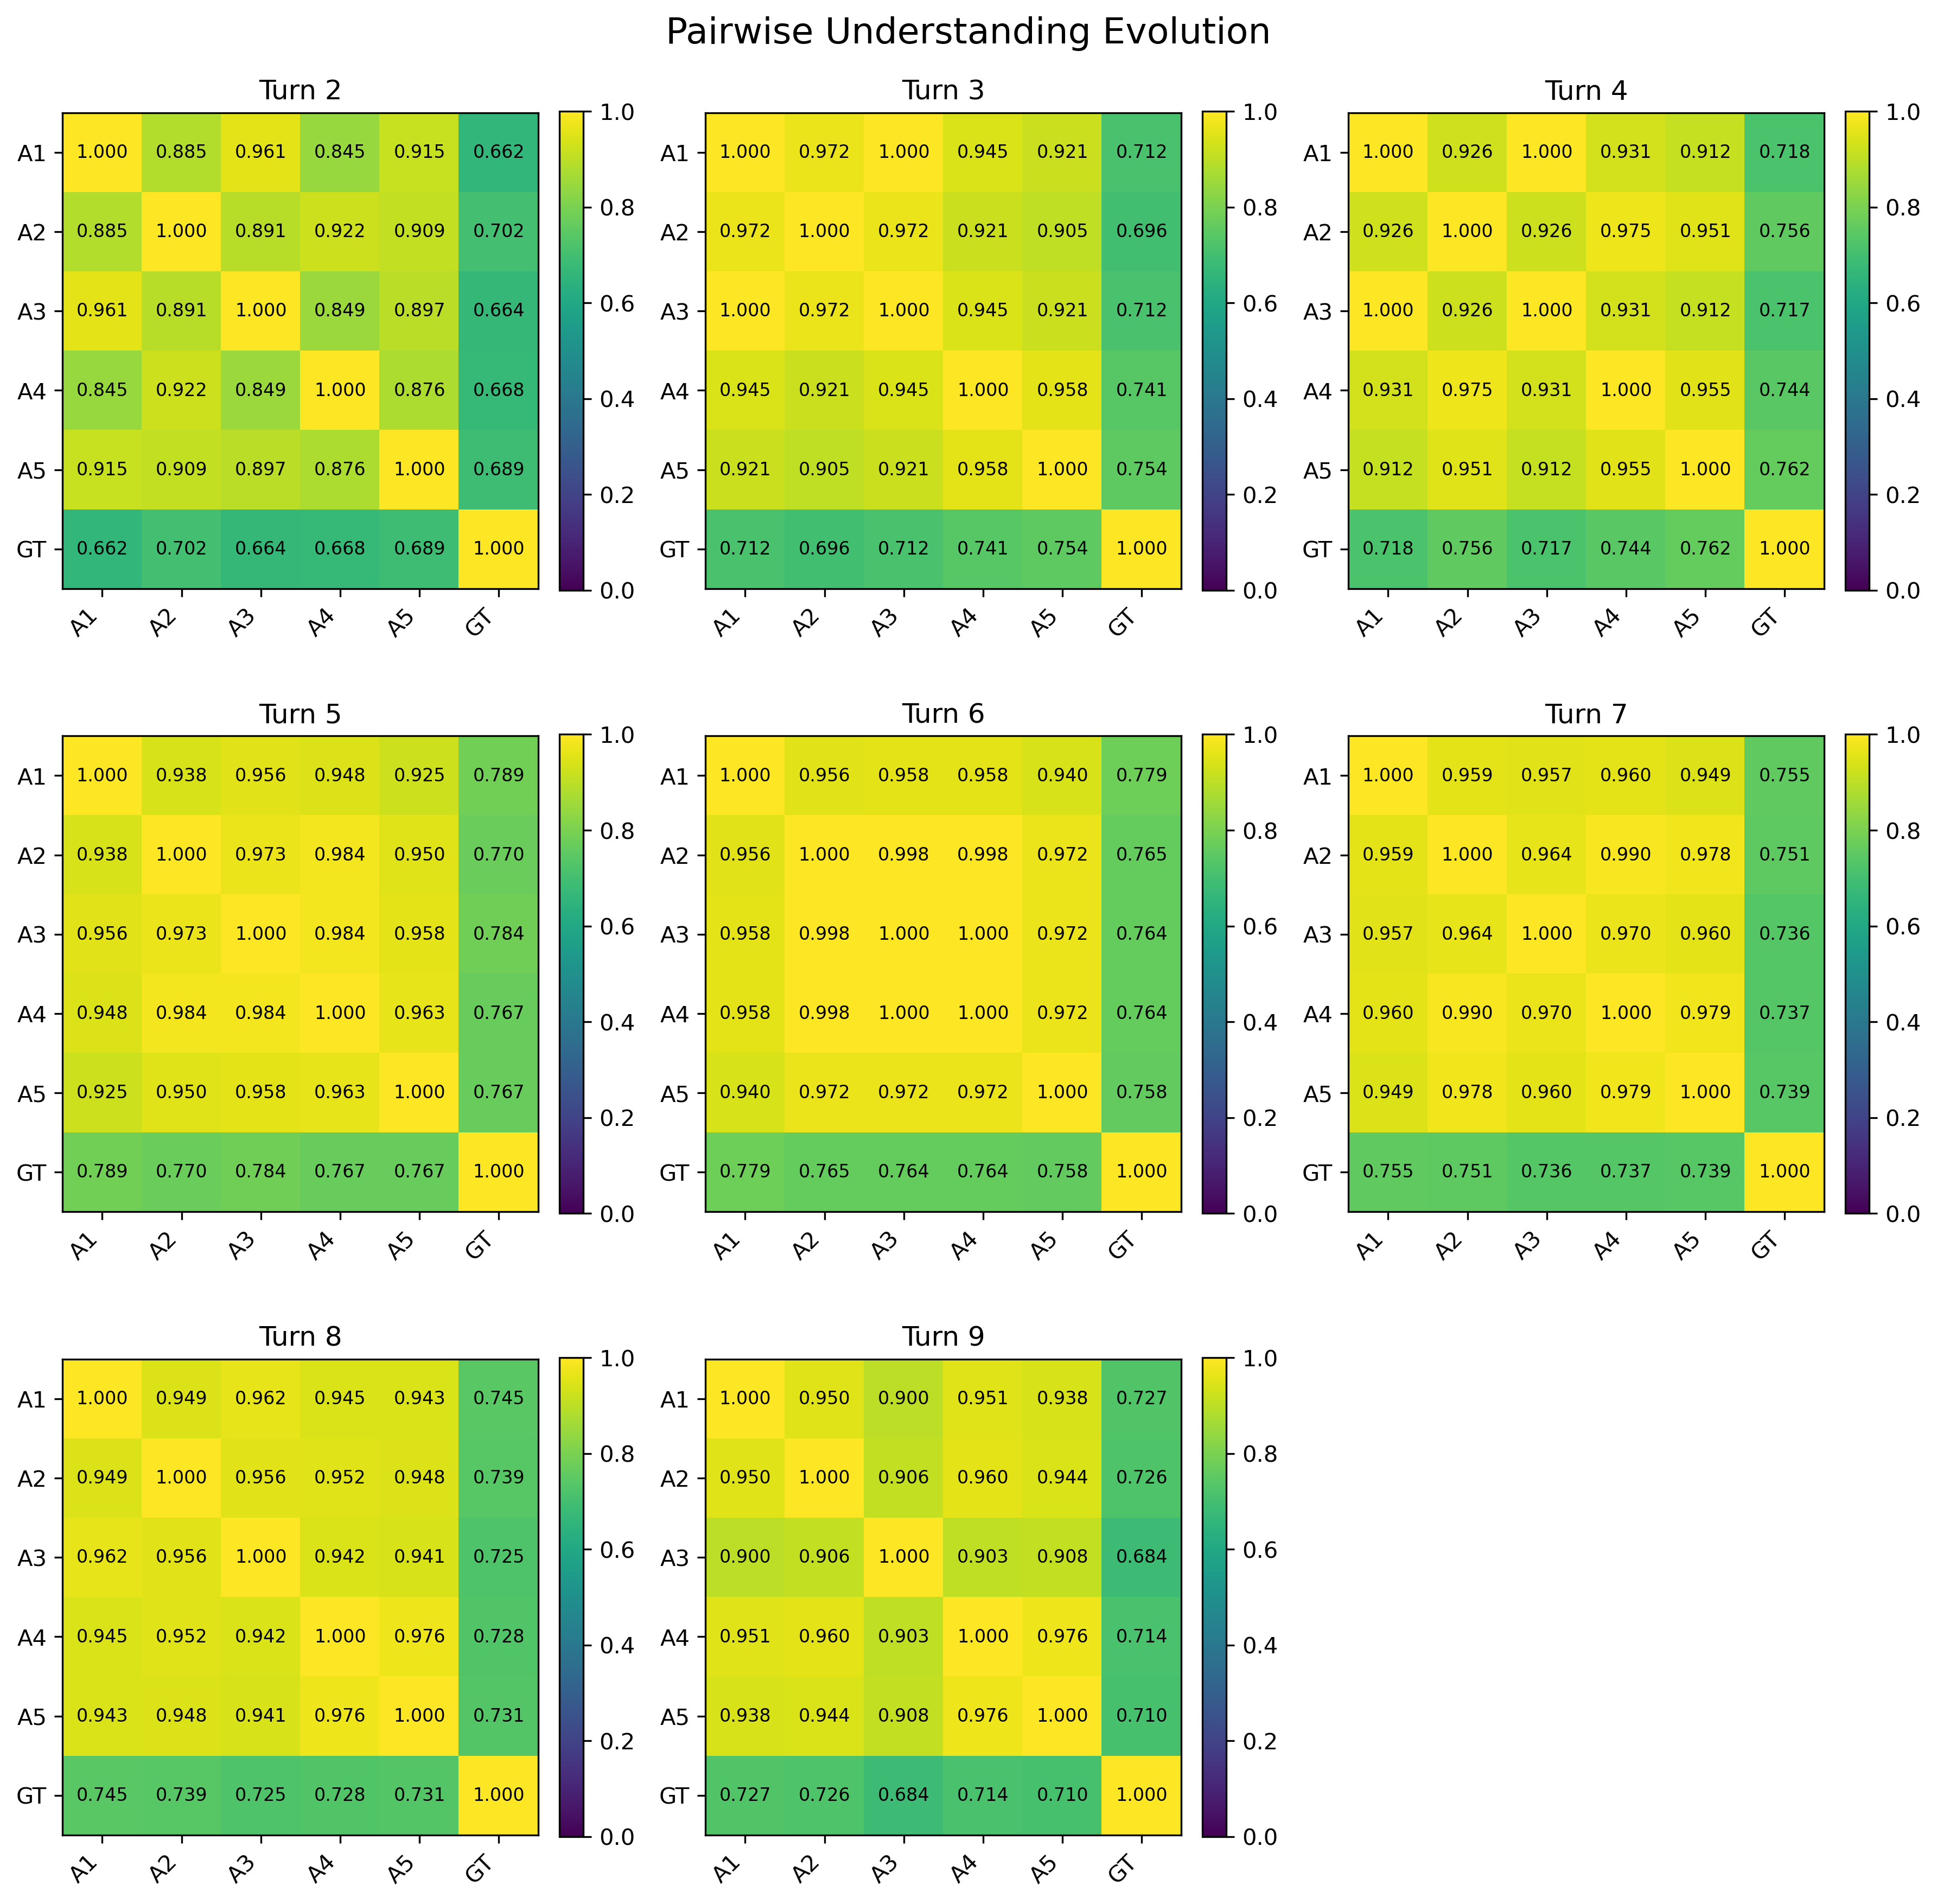 Pairwise Understanding Evolution
Turn 2
A1 1.000 0.885 0.961 0.845 0.915 0.662
A2 0.885 1.000 0.891 0.922 0.909 0.702
A3 0.961 0.891 1.000 0.849 0.897 0.664
A4 0.845 0.922 0.849 1.000 0.876 0.668
A5 0.915 0.909 0.897 0.876 1.000 0.689
GT 0.662 0.702 0.664 0.668 0.689 1.000
A1 A2 A3 A4 A5 GT
1.0
0.8
0.6
0.4
0.2
0.0
Turn 3
A1 1.000 0.972 1.000 0.945 0.921 0.712
A2 0.972 1.000 0.972 0.921 0.905 0.696
A3 1.000 0.972 1.000 0.945 0.921 0.712
A4 0.945 0.921 0.945 1.000 0.958 0.741
A5 0.921 0.905 0.921 0.958 1.000 0.754
GT 0.712 0.696 0.712 0.741 0.754 1.000
A1 A2 A3 A4 A5 GT
1.0
0.8
0.6
0.4
0.2
0.0
Turn 4
A1 1.000 0.926 1.000 0.931 0.912 0.718
A2 0.926 1.000 0.926 0.975 0.951 0.756
A3 1.000 0.926 1.000 0.931 0.912 0.717
A4 0.931 0.975 0.931 1.000 0.955 0.744
A5 0.912 0.951 0.912 0.955 1.000 0.762
GT 0.718 0.756 0.717 0.744 0.762 1.000
A1 A2 A3 A4 A5 GT
1.0
0.8
0.6
0.4
0.2
0.0
Turn 5
A1 1.000 0.938 0.956 0.948 0.925 0.789
A2 0.938 1.000 0.973 0.984 0.950 0.770
A3 0.956 0.973 1.000 0.984 0.958 0.784
A4 0.948 0.984 0.984 1.000 0.963 0.767
A5 0.925 0.950 0.958 0.963 1.000 0.767
GT 0.789 0.770 0.784 0.767 0.767 1.000
A1 A2 A3 A4 A5 GT
1.0
0.8
0.6
0.4
0.2
0.0
Turn 6
A1 1.000 0.956 0.958 0.958 0.940 0.779
A2 0.956 1.000 0.998 0.998 0.972 0.765
A3 0.958 0.998 1.000 1.000 0.972 0.764
A4 0.958 0.998 1.000 1.000 0.972 0.764
A5 0.940 0.972 0.972 0.972 1.000 0.758
GT 0.779 0.765 0.764 0.764 0.758 1.000
A1 A2 A3 A4 A5 GT
1.0
0.8
0.6
0.4
0.2
0.0
Turn 7
A1 1.000 0.959 0.957 0.960 0.949 0.755
A2 0.959 1.000 0.964 0.990 0.978 0.751
A3 0.957 0.964 1.000 0.970 0.960 0.736
A4 0.960 0.990 0.970 1.000 0.979 0.737
A5 0.949 0.978 0.960 0.979 1.000 0.739
GT 0.755 0.751 0.736 0.737 0.739 1.000
A1 A2 A3 A4 A5 GT
1.0
0.8
0.6
0.4
0.2
0.0
Turn 8
A1 1.000 0.949 0.962 0.945 0.943 0.745
A2 0.949 1.000 0.956 0.952 0.948 0.739
A3 0.962 0.956 1.000 0.942 0.941 0.725
A4 0.945 0.952 0.942 1.000 0.976 0.728
A5 0.943 0.948 0.941 0.976 1.000 0.731
GT 0.745 0.739 0.725 0.728 0.731 1.000
A1 A2 A3 A4 A5 GT
1.0
0.8
0.6
0.4
0.2
0.0
Turn 9
A1 1.000 0.950 0.900 0.951 0.938 0.727
A2 0.950 1.000 0.906 0.960 0.944 0.726
A3 0.900 0.906 1.000 0.903 0.908 0.684
A4 0.951 0.960 0.903 1.000 0.976 0.714
A5 0.938 0.944 0.908 0.976 1.000 0.710
GT 0.727 0.726 0.684 0.714 0.710 1.000
A1 A2 A3 A4 A5 GT
1.0
0.8
0.6
0.4
0.2
0.0